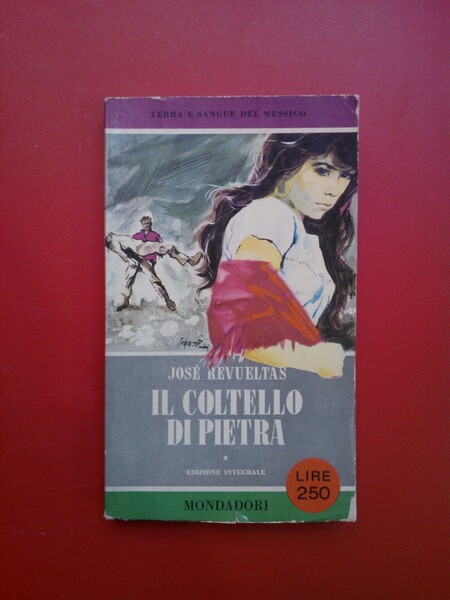 TERRA E SANGUE DEL MESSICO
JOSÉ REVUELTAS
IL COLTELLO
DI PIETRA
*
EDIZIONE INTEGRALE
LIRE
250
MONDADORI